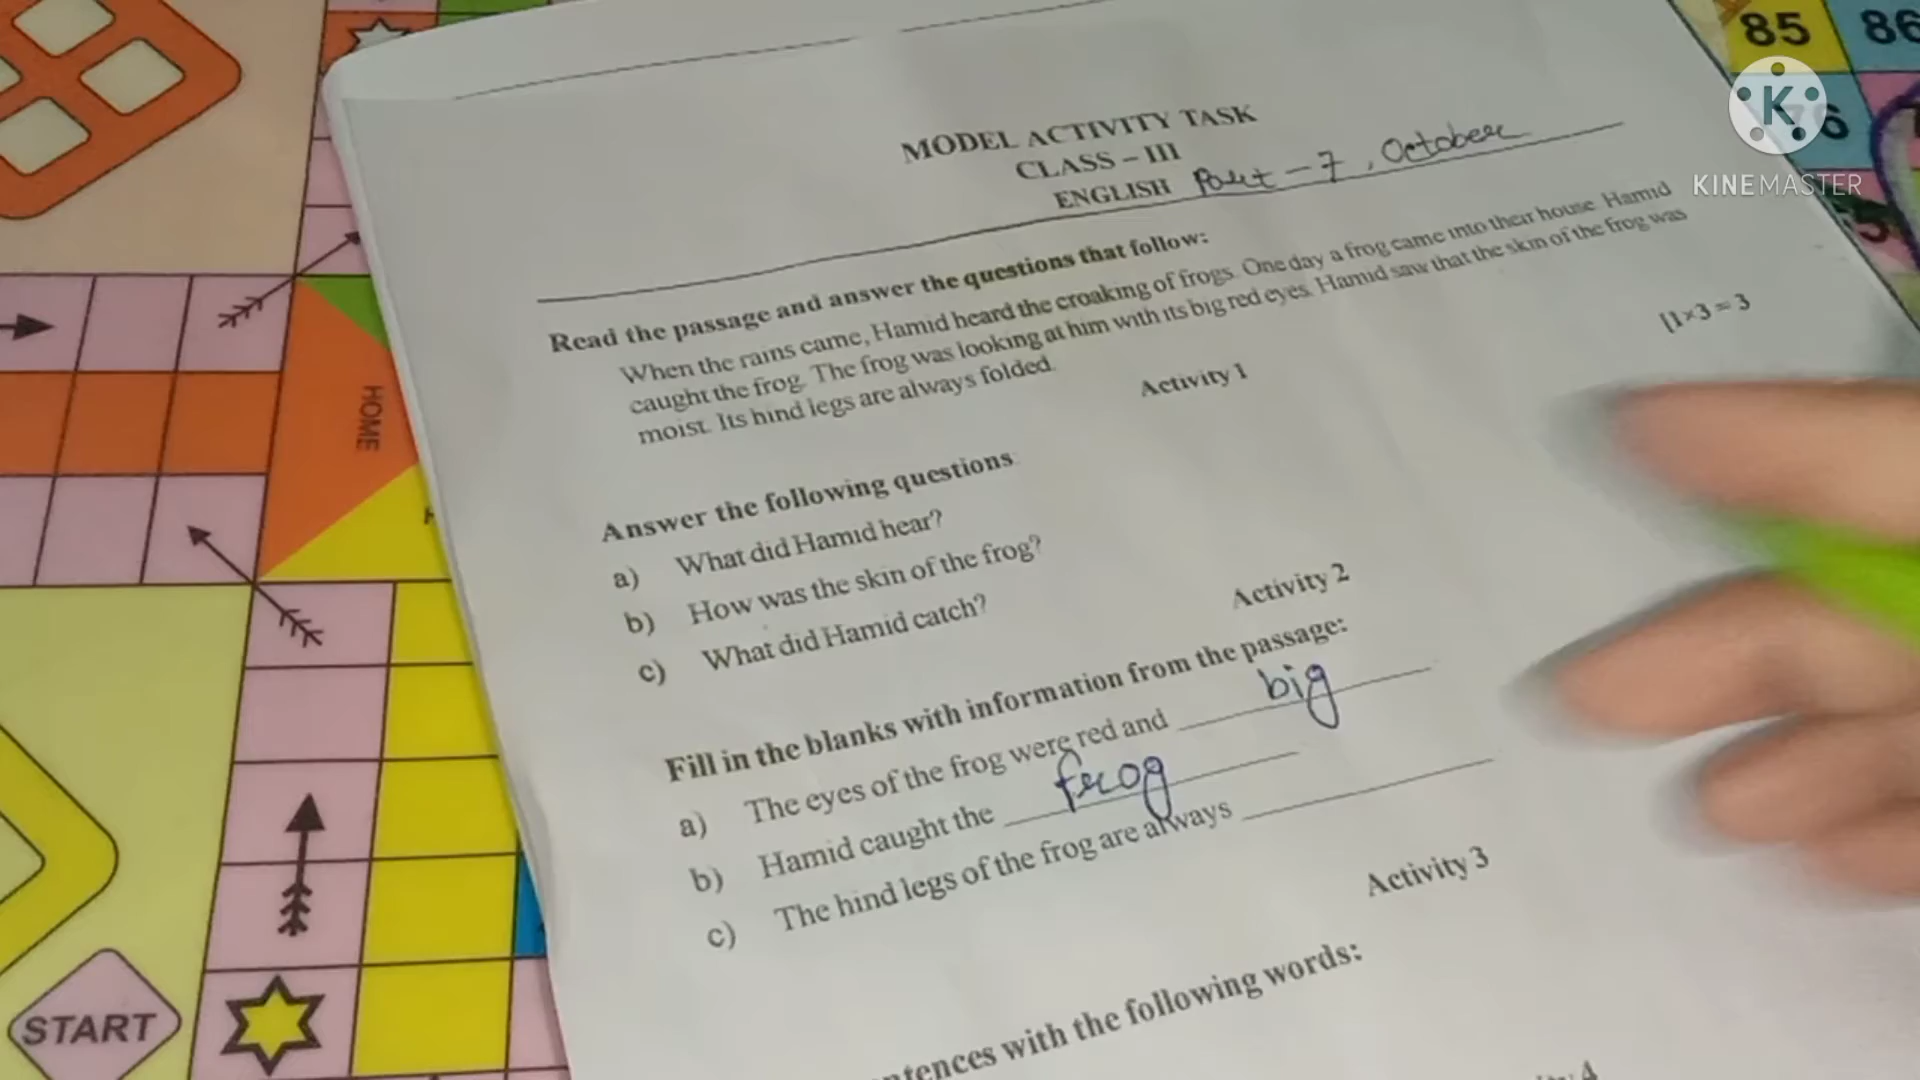 85 86
76
KINEMASTER
MODEL ACTIVITY TASK
CLASS – III
ENGLISH Part – 7, October
Read the passage and answer the questions that follow:
When the rains came, Hamid heard the croaking of frogs. One day a frog came into their house. Hamid
caught the frog. The frog was looking at him with its big red eyes. Hamid saw that the skin of the frog was
moist. Its hind legs are always folded.
Activity 1
[1×3 = 3
Answer the following questions
a) What did Hamid hear?
b) How was the skin of the frog?
c) What did Hamid catch?
Activity 2
Fill in the blanks with information from the passage:
a) The eyes of the frog were red and big
b) Hamid caught the frog
c) The hind legs of the frog are always
Activity 3
with the following words:
HOME
START